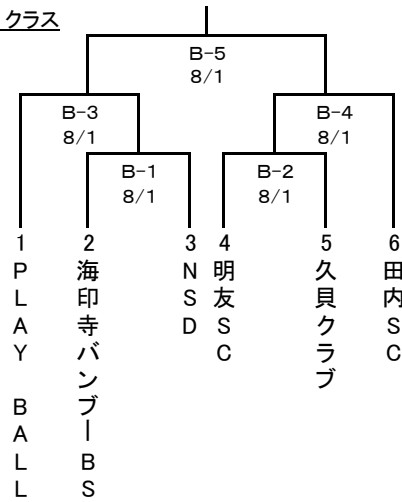 クラス
B-5
8/1
B-3
8/1
B-4
8/1
B-1
8/1
B-2
8/1
1
2
3
4
5
6
PLAY BALL
海印寺バンブーBS
NSD
明友SC
久貝クラブ
田内SC